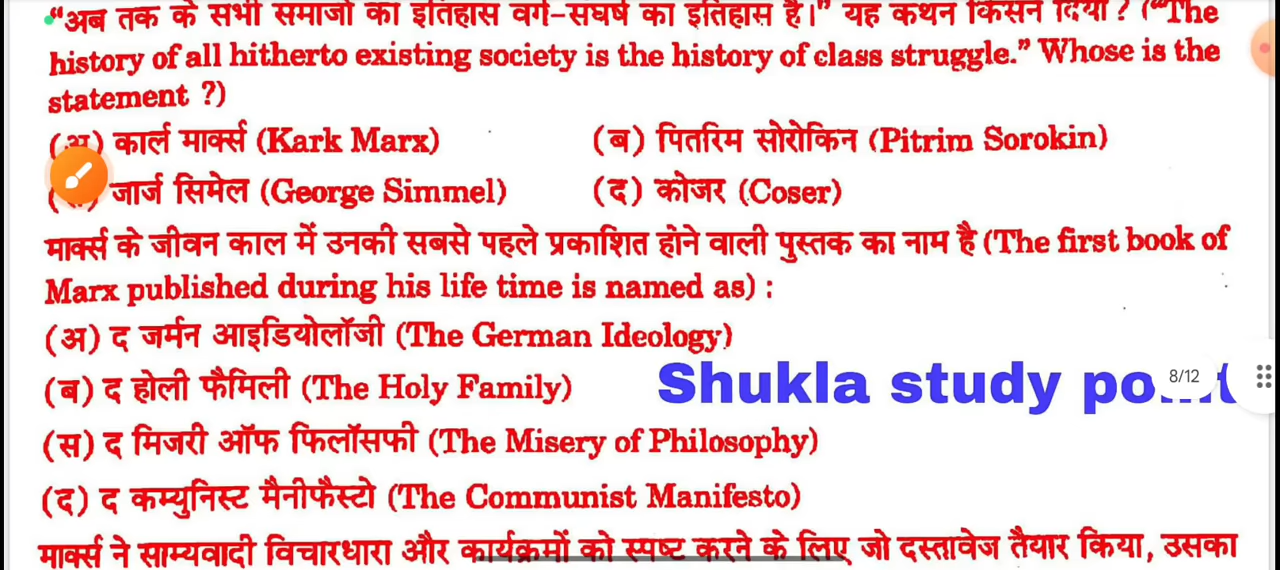 “अब तक के सभी समाजों का इतिहास वर्ग-संघर्ष का इतिहास है।” यह कथन किसने दिया ? (“The
history of all hitherto existing society is the history of class struggle.” Whose is the
statement ?)
(अ) कार्ल मार्क्स (Kark Marx) (ब) पितरिम सोरोकिन (Pitrim Sorokin)
जार्ज सिमेल (George Simmel) (द) कोजर (Coser)
मार्क्स के जीवन काल में उनकी सबसे पहले प्रकाशित होने वाली पुस्तक का नाम है (The first book of
Marx published during his life time is named as) :
(अ) द जर्मन आइडियोलॉजी (The German Ideology)
(ब) द होली फैमिली (The Holy Family)
Shukla study
8/12
(स) द मिजरी ऑफ फिलॉसफी (The Misery of Philosophy)
(द) द कम्युनिस्ट मैनीफैस्टो (The Communist Manifesto)
मार्क्स ने साम्यवादी विचारधारा और कार्यक्रमों को स्पष्ट करने के लिए जो दस्तावेज तैयार किया, उसका